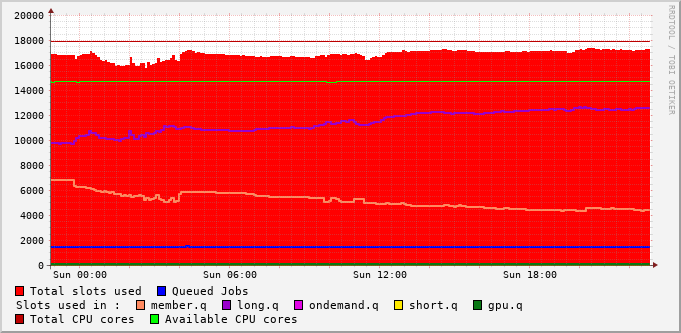 RRDTOOL / TOBI OETIKER
20000
18000
16000
14000
12000
10000
8000
6000
4000
2000
0
Sun 00:00 Sun 06:00 Sun 12:00 Sun 18:00
Total slots used Queued Jobs
Slots used in : member.q long.q ondemand.q short.q gpu.q
Total CPU cores Available CPU cores